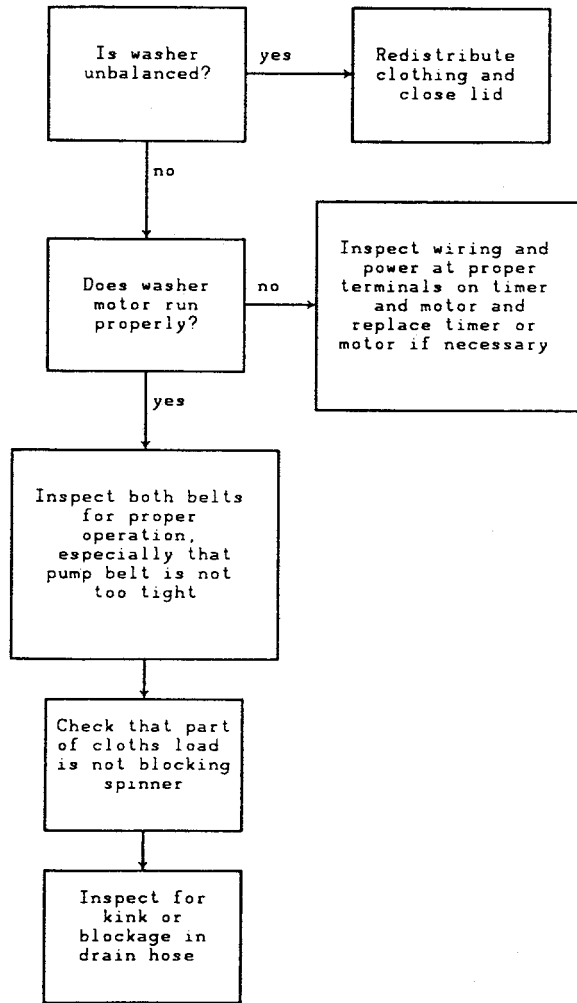 Is washer
unbalanced?
yes
Redistribute
clothing and
close lid
no
Does washer
motor run
properly?
no
Inspect wiring and
power at proper
terminals on timer
and motor and
replace timer or
motor if necessary
yes
Inspect both belts
for proper
operation,
especially that
pump belt is not
too tight
Check that part
of cloths load
is not blocking
spinner
Inspect for
kink or
blockage in
drain hose